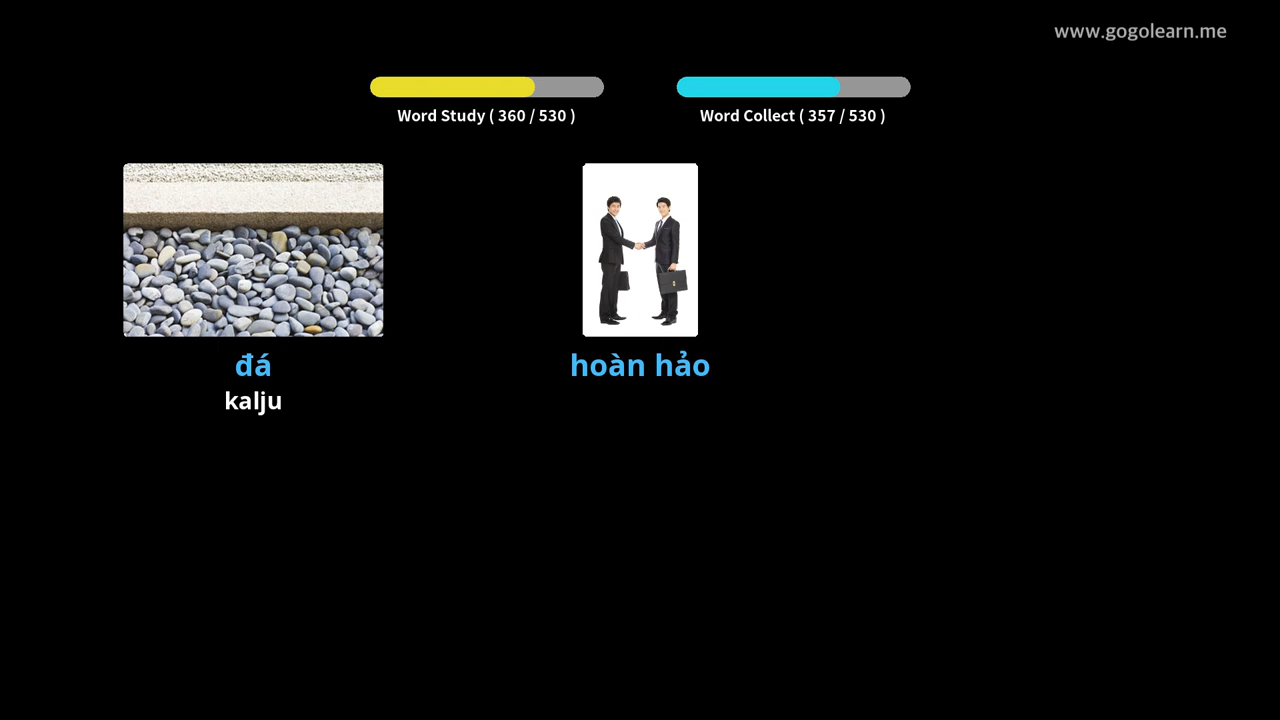 www.gogolearn.me
Word Study ( 360 / 530 )
Word Collect ( 357 / 530 )
đá
kalju
hoàn hảo